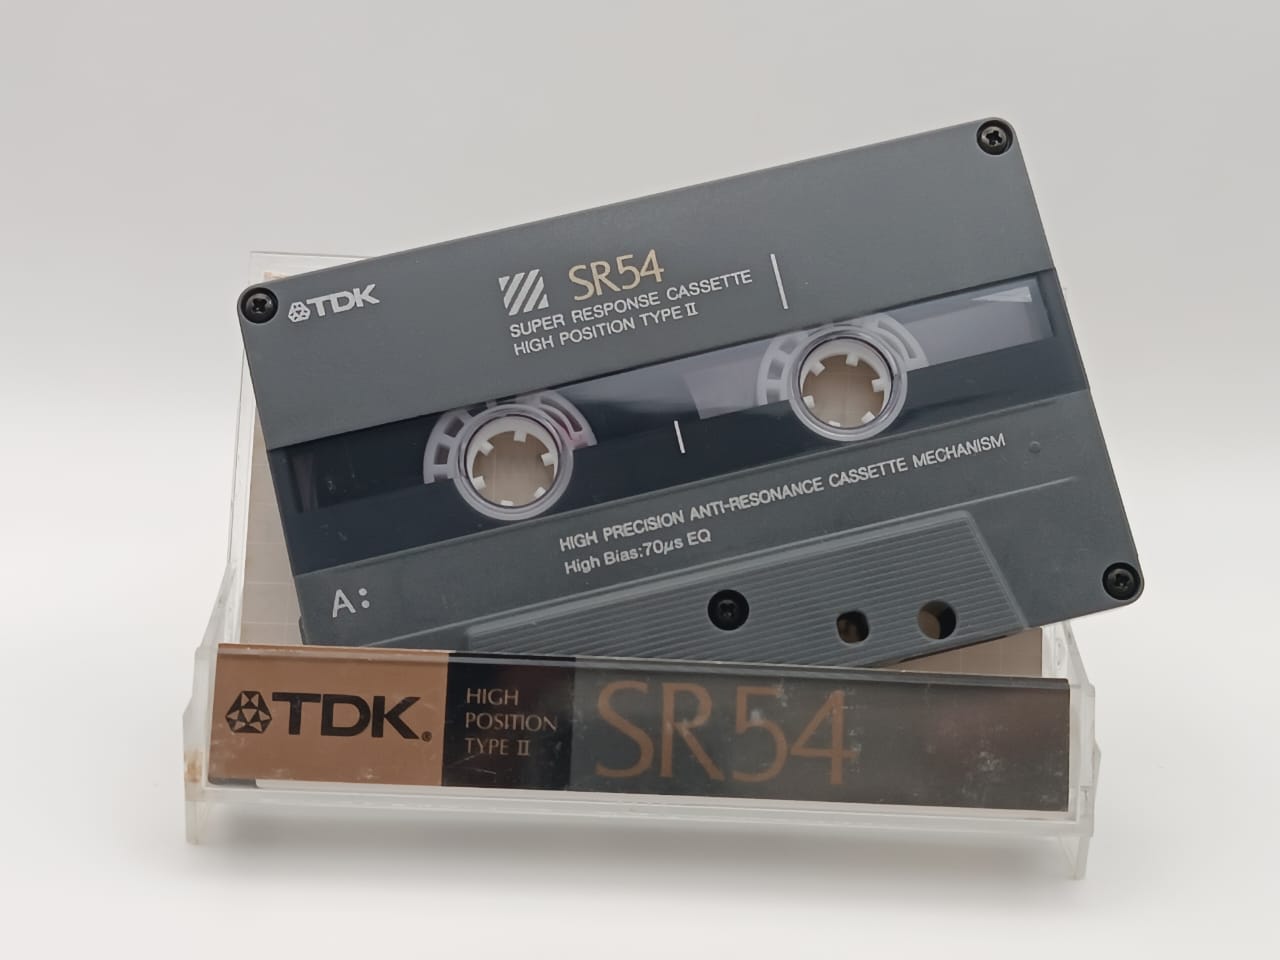 TDK
SR54
SUPER RESPONSE CASSETTE
HIGH POSITION TYPE II
HIGH PRECISION ANTI-RESONANCE CASSETTE MECHANISM
High Bias:70μs EQ
A:
TDK®
HIGH
POSITION
TYPE II
SR54